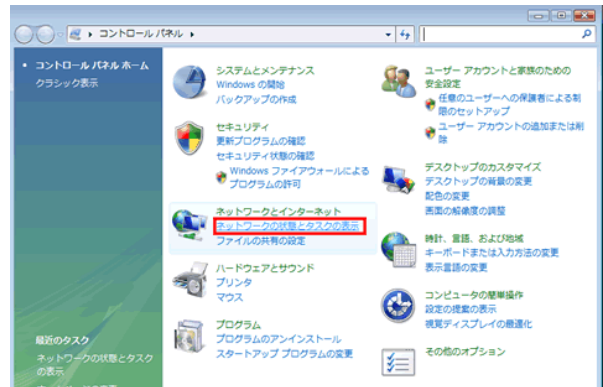 コントロール パネル
コントロール パネル ホーム
クラシック表示
システムとメンテナンス
Windows の開始
バックアップの作成
セキュリティ
更新プログラムの確認
セキュリティ状態の確認
Windows ファイアウォールによる
プログラムの許可
ネットワークとインターネット
ネットワークの状態とタスクの表示
ファイルの共有の設定
ハードウェアとサウンド
プリンタ
マウス
プログラム
プログラムのアンインストール
スタートアップ プログラムの変更
ユーザー アカウントと家族のための
安全設定
任意のユーザーへの保護者による制
限のセットアップ
ユーザー アカウントの追加または削
除
デスクトップのカスタマイズ
デスクトップの背景の変更
配色の変更
画面の解像度の調整
時計、言語、および地域
キーボードまたは入力方法の変更
表示言語の変更
コンピュータの簡単操作
設定の提案の表示
視覚ディスプレイの最適化
その他のオプション
最近のタスク
ネットワークの状態とタスク
の表示